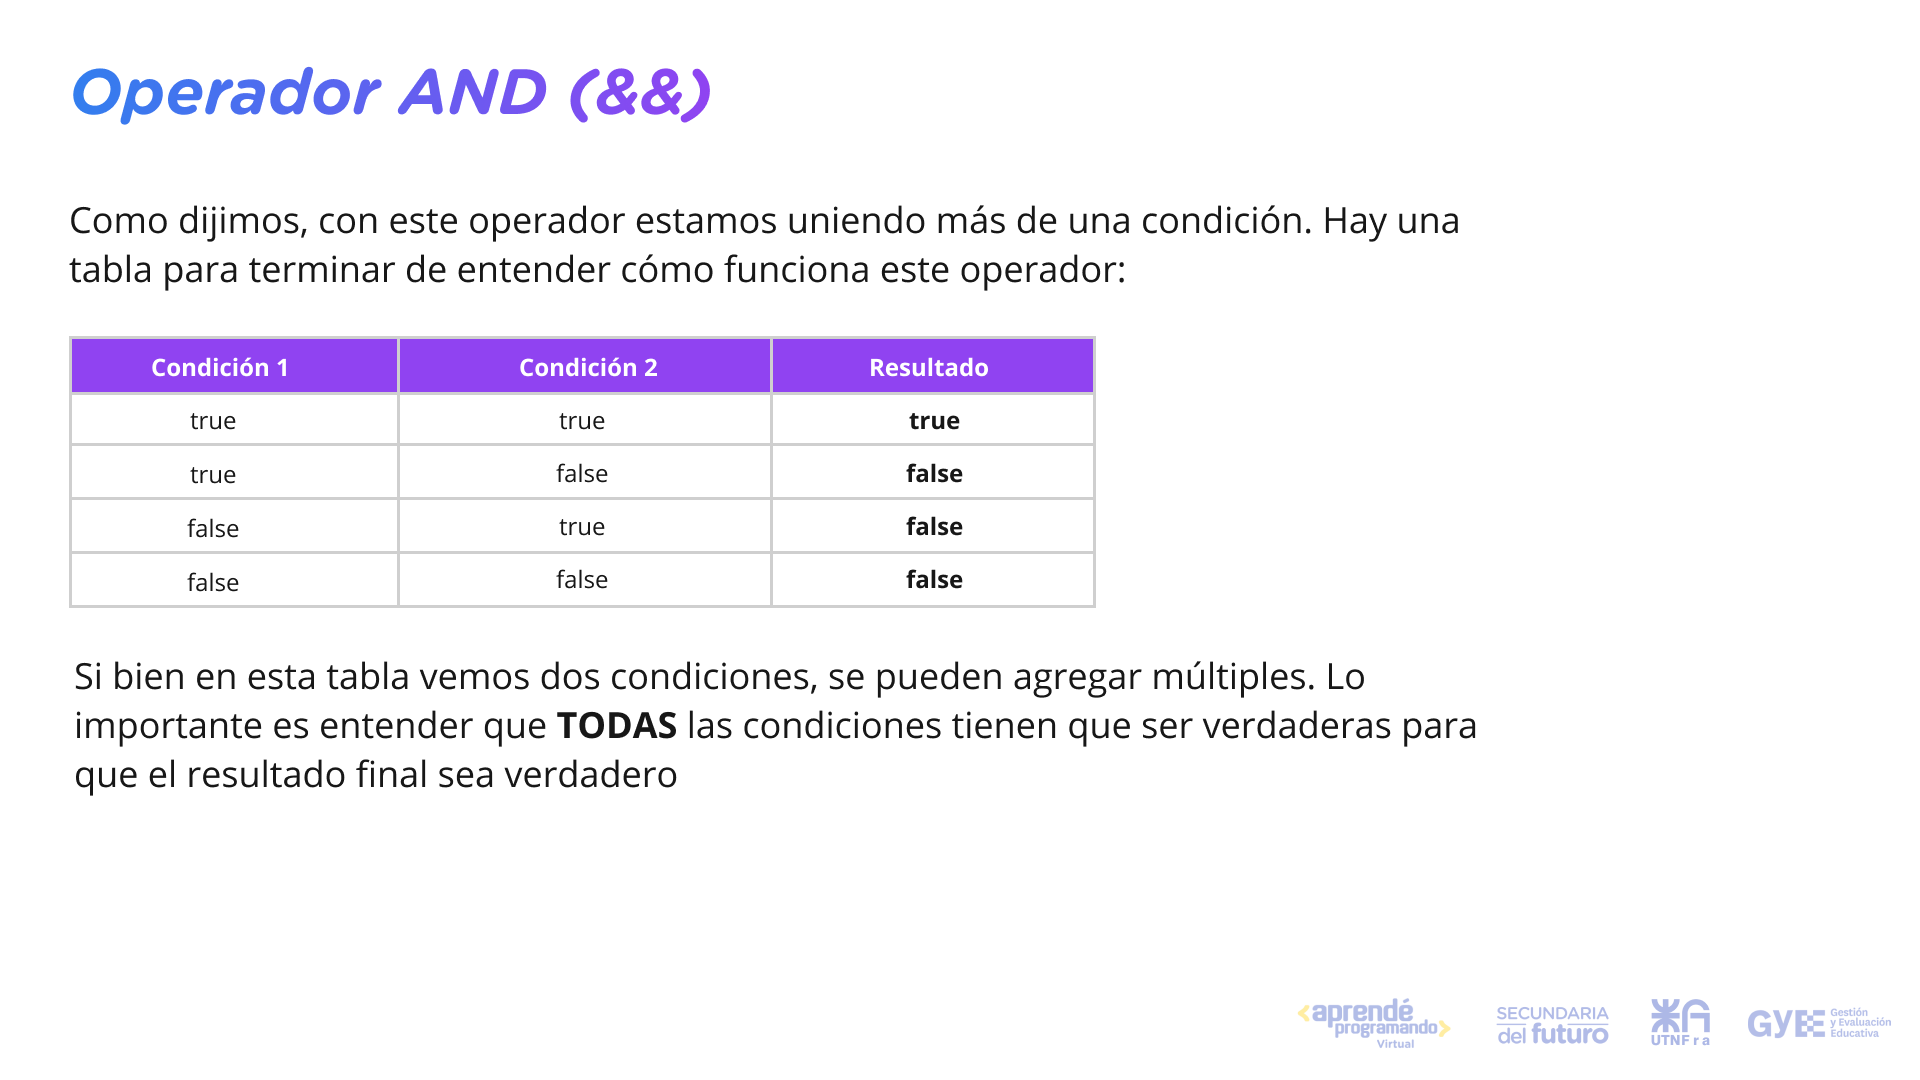 Operador AND (&&)
Como dijimos, con este operador estamos uniendo más de una condición. Hay una
tabla para terminar de entender cómo funciona este operador:
Condición 1 Condición 2 Resultado
true true true
true false false
false true false
false false false
Si bien en esta tabla vemos dos condiciones, se pueden agregar múltiples. Lo
importante es entender que TODAS las condiciones tienen que ser verdaderas para
que el resultado final sea verdadero
<aprendé
programando>
Virtual
SECUNDARIA
del futuro
UTNFra
GYEE
Gestión
y Evaluación
Educativa